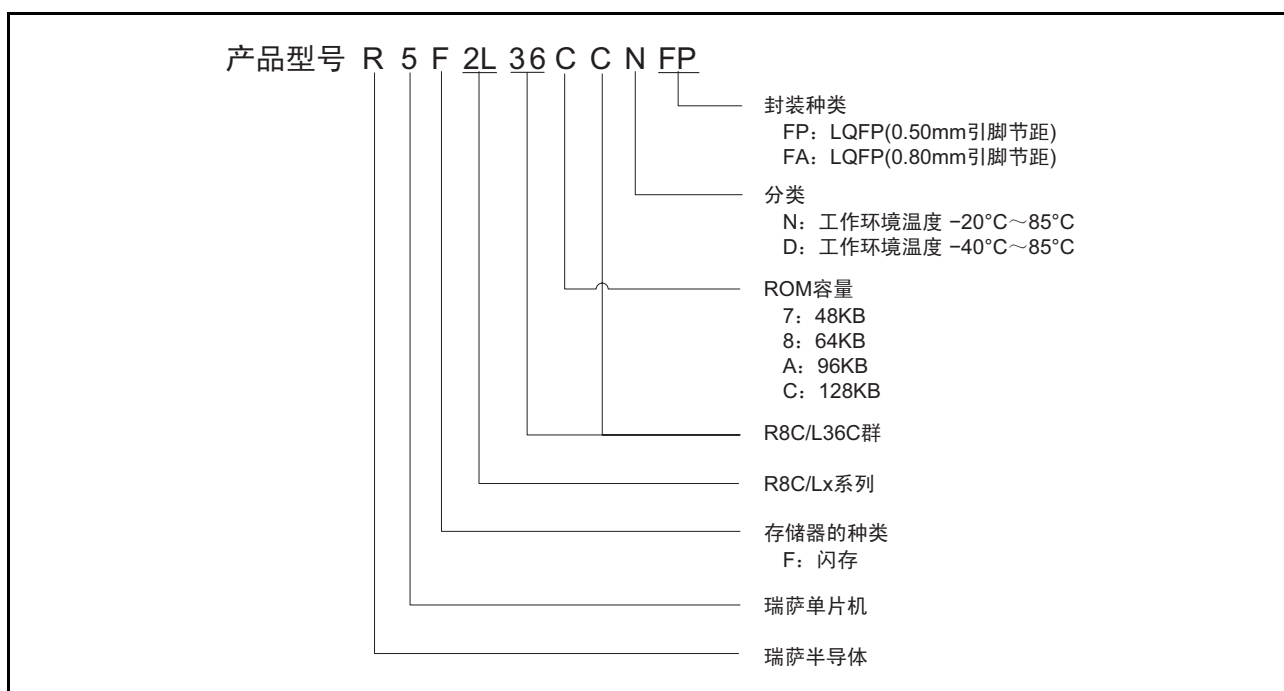 产品型号 R 5 F 2L 36 C C N FP
封装种类
FP：LQFP(0.50mm引脚节距)
FA：LQFP(0.80mm引脚节距)
分类
N：工作环境温度 −20°C～85°C
D：工作环境温度 −40°C～85°C
ROM容量
7：48KB
8：64KB
A：96KB
C：128KB
R8C/L36C群
R8C/Lx系列
存储器的种类
F：闪存
瑞萨单片机
瑞萨半导体